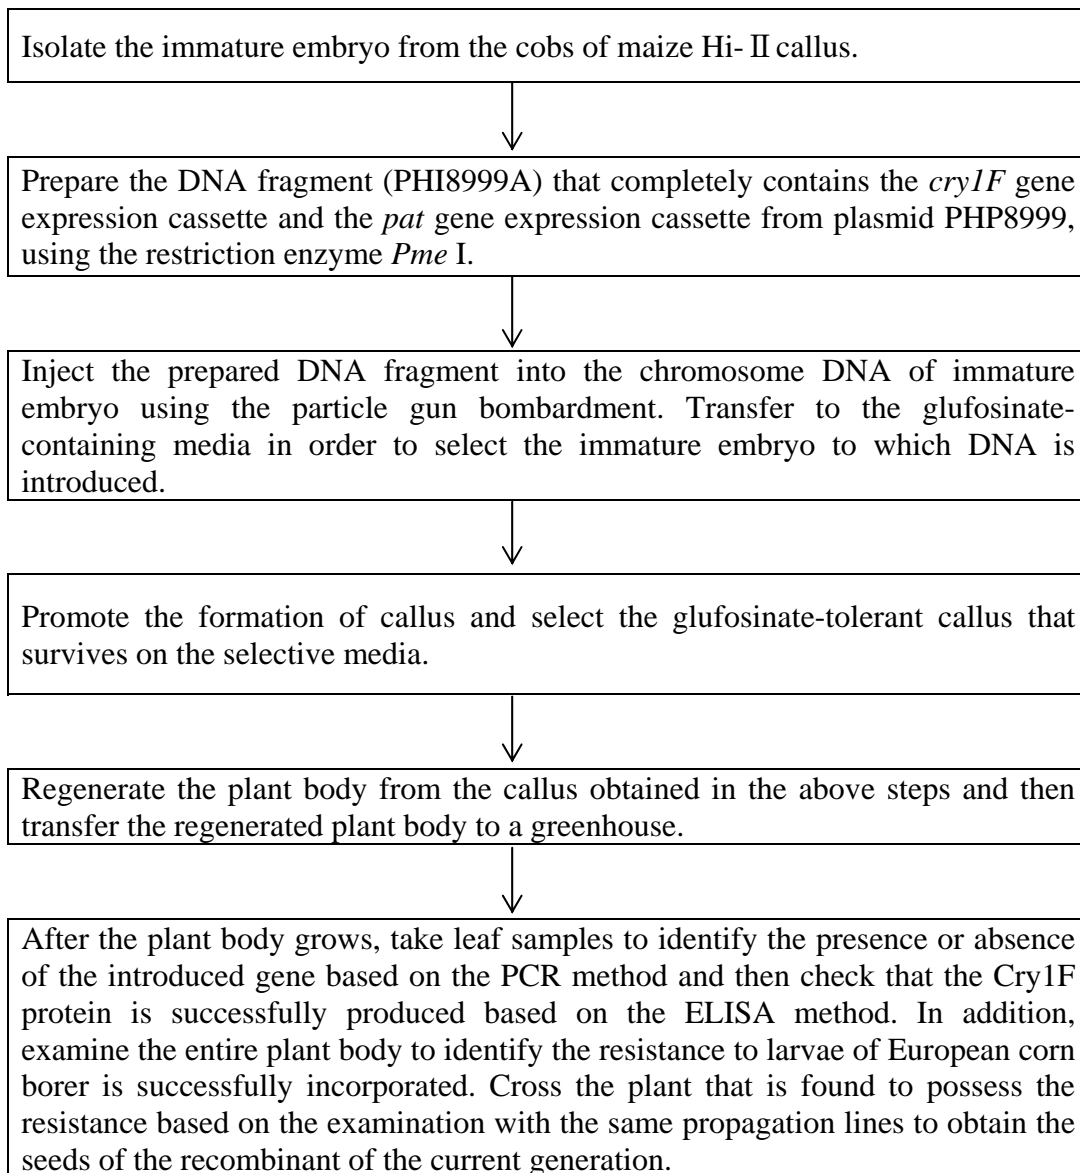 Isolate the immature embryo from the cobs of maize Hi- Ⅱ callus.
Prepare the DNA fragment (PHI8999A) that completely contains the cry1F gene
expression cassette and the pat gene expression cassette from plasmid PHP8999,
using the restriction enzyme Pme I.
Inject the prepared DNA fragment into the chromosome DNA of immature
embryo using the particle gun bombardment. Transfer to the glufosinate-
containing media in order to select the immature embryo to which DNA is
introduced.
Promote the formation of callus and select the glufosinate-tolerant callus that
survives on the selective media.
Regenerate the plant body from the callus obtained in the above steps and then
transfer the regenerated plant body to a greenhouse.
After the plant body grows, take leaf samples to identify the presence or absence
of the introduced gene based on the PCR method and then check that the Cry1F
protein is successfully produced based on the ELISA method. In addition,
examine the entire plant body to identify the resistance to larvae of European corn
borer is successfully incorporated. Cross the plant that is found to possess the
resistance based on the examination with the same propagation lines to obtain the
seeds of the recombinant of the current generation.